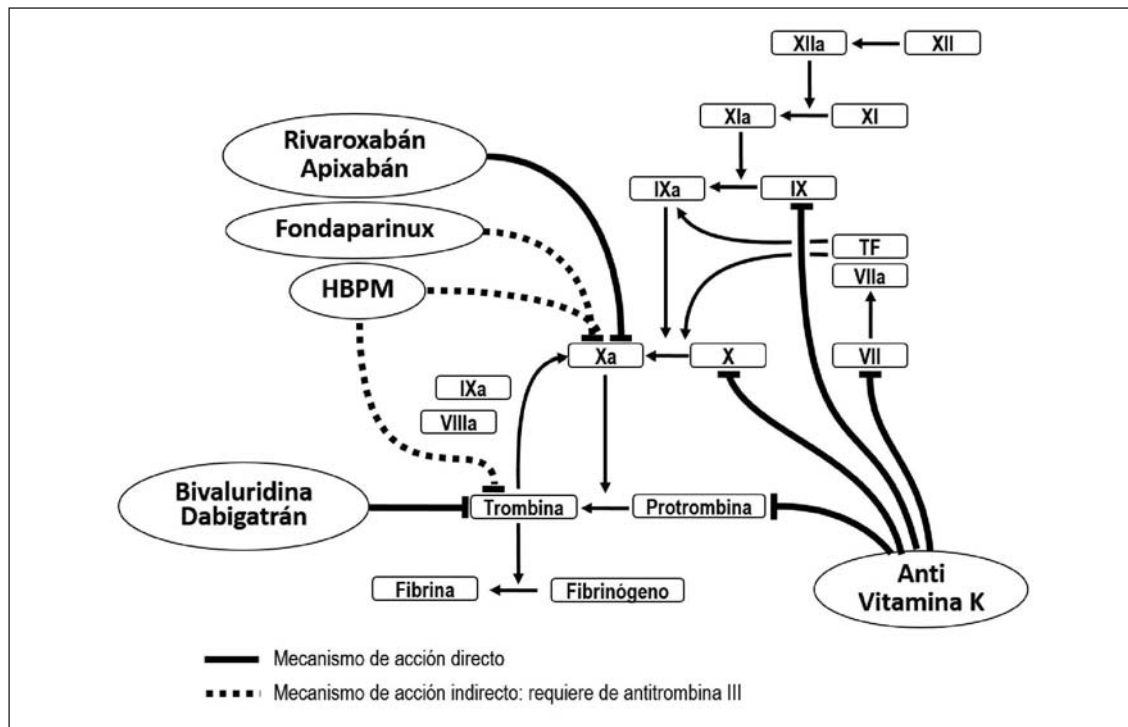 XIIa
XII
XIa
XI
Rivaroxabán
Apixabán
IXa
IX
Fondaparinux
TF
VIIa
HBPM
Xa
X
VII
IXa
VIIIa
Bivaluridina
Dabigatrán
Trombina
Protrombina
Anti
Vitamina K
Fibrina
Fibrinógeno
Mecanismo de acción directo
Mecanismo de acción indirecto: requiere de antitrombina III